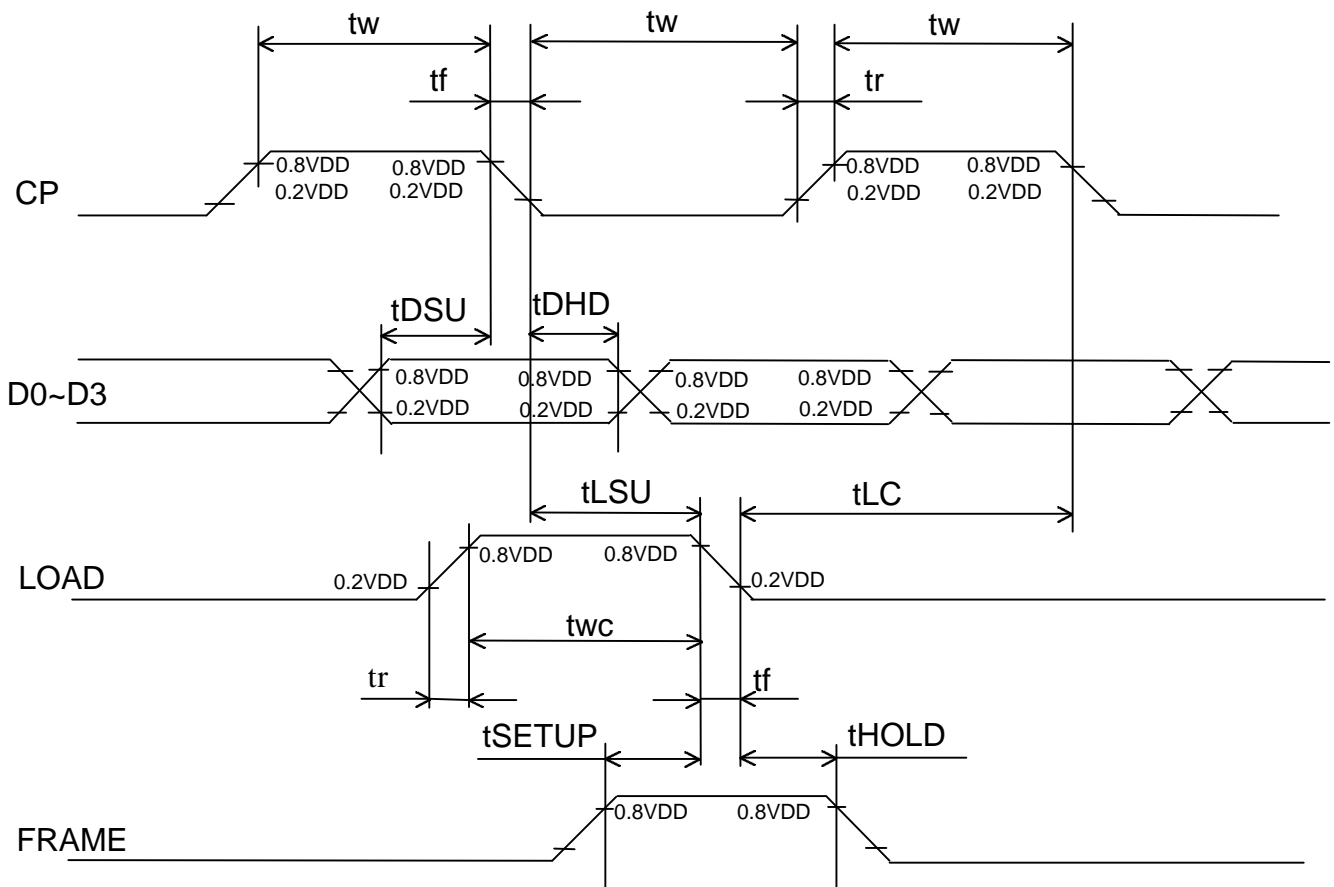 tw tw tw
tf tr
0.8VDD 0.8VDD 0.8VDD 0.8VDD
CP 0.2VDD 0.2VDD 0.2VDD 0.2VDD
tDSU tDHD
0.8VDD 0.8VDD 0.8VDD 0.8VDD
D0~D3
0.2VDD 0.2VDD 0.2VDD 0.2VDD
tLSU tLC
0.8VDD 0.8VDD
LOAD 0.2VDD 0.2VDD
twc
tr tf
tSETUP tHOLD
0.8VDD 0.8VDD
FRAME